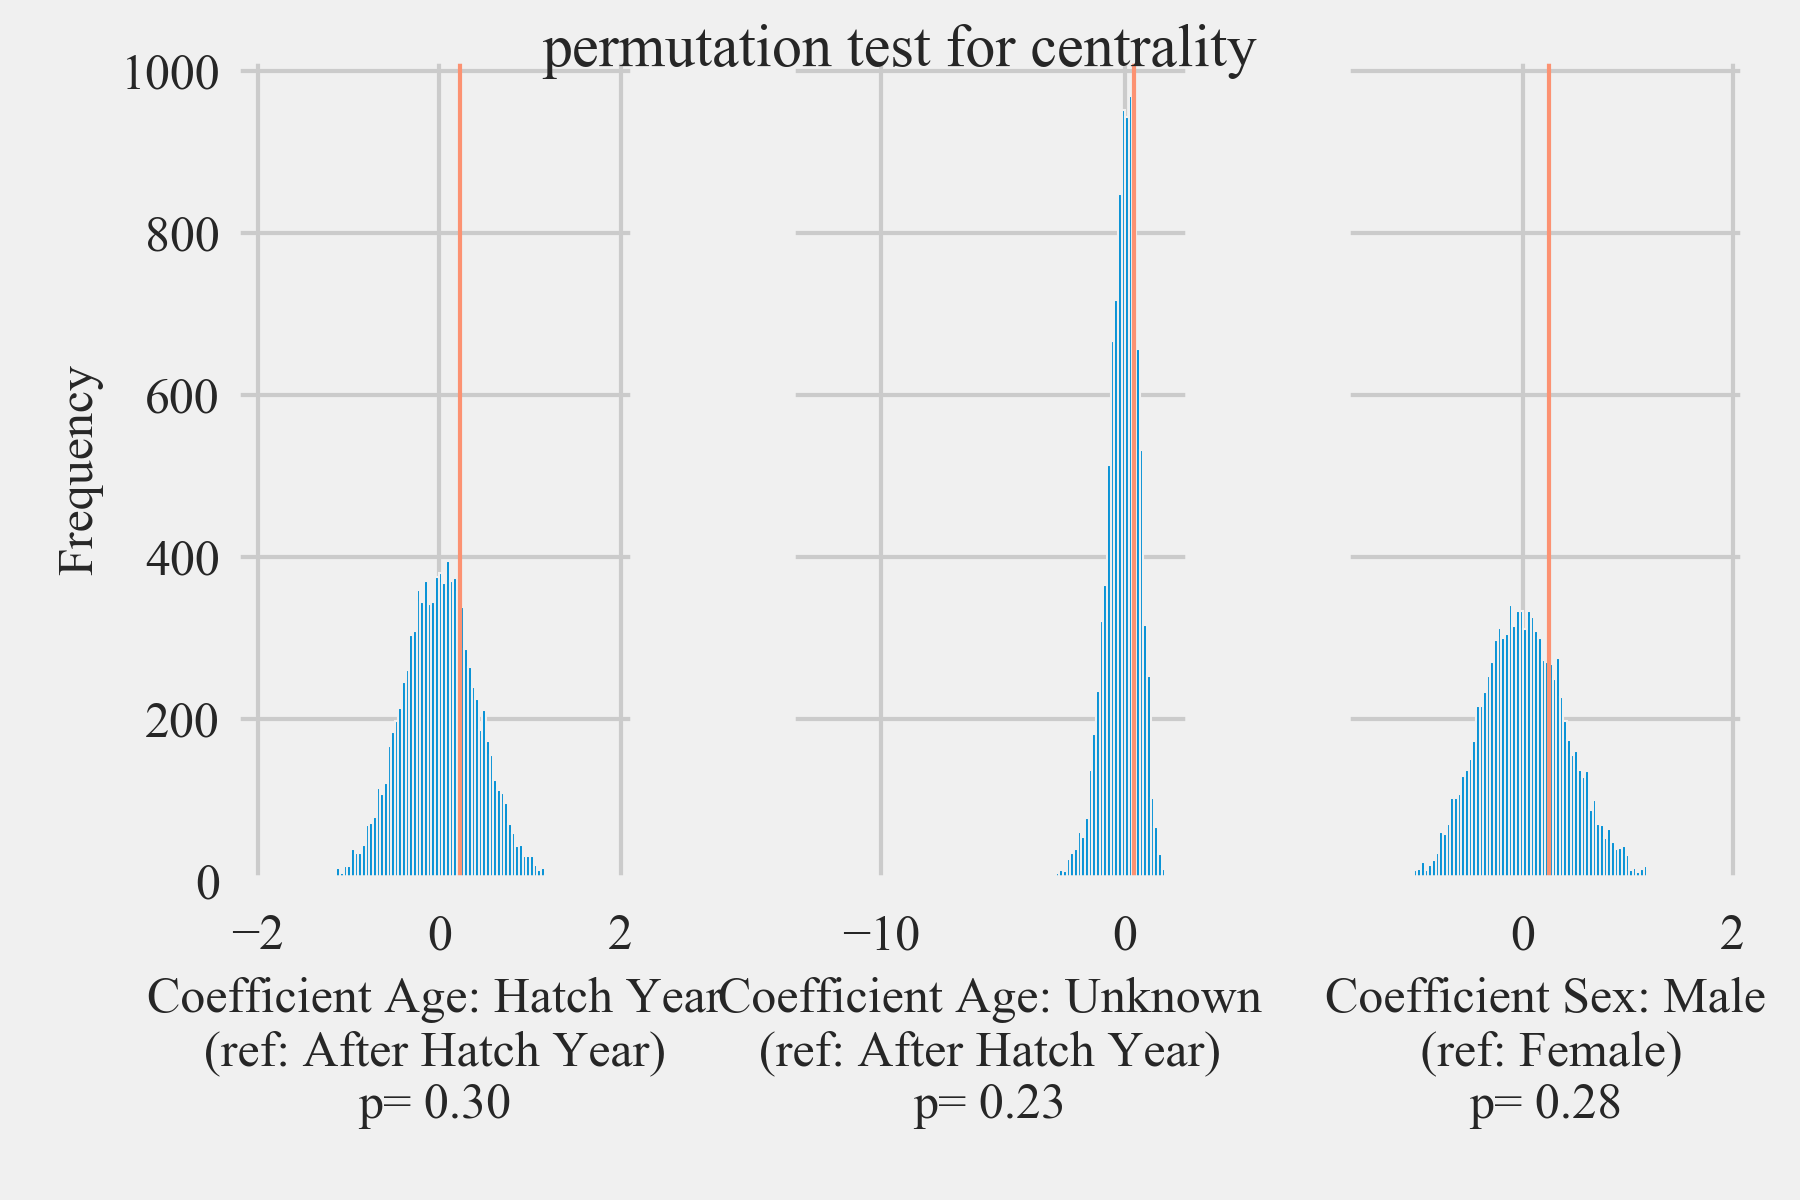 permutation test for centrality
1000
800
600
400
200
0
Frequency
−2 0 2
−10 0
0 2
Coefficient Age: Hatch Year
(ref: After Hatch Year)
p= 0.30
Coefficient Age: Unknown
(ref: After Hatch Year)
p= 0.23
Coefficient Sex: Male
(ref: Female)
p= 0.28